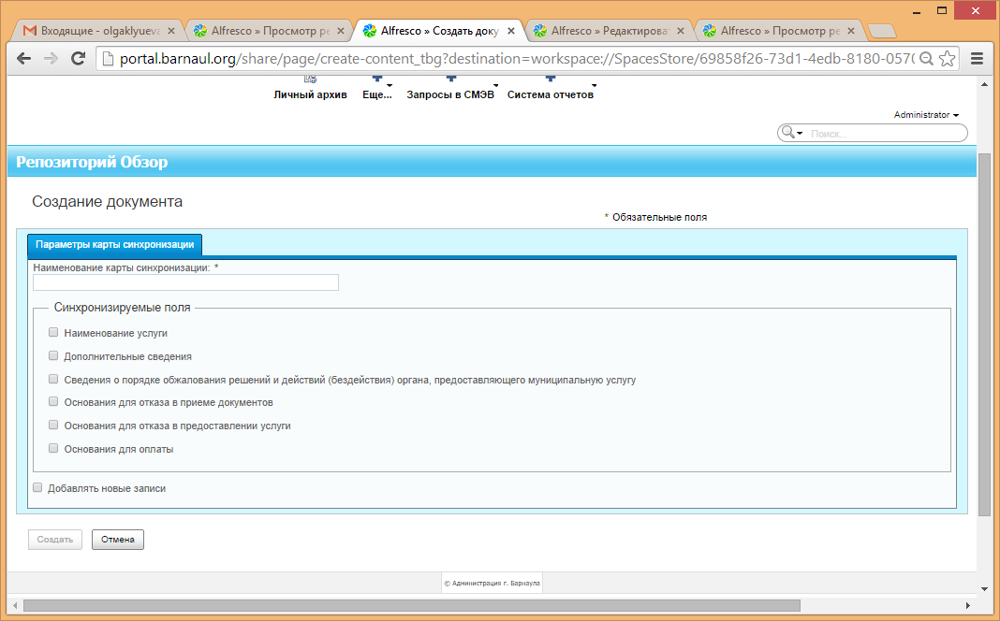 Входящие - olgaklyueva
Alfresco » Просмотр ре
Alfresco » Создать доку
Alfresco » Редактироват
Alfresco » Просмотр ре
portal.barnaul.org/share/page/create-content_tbg?destination=workspace://SpacesStore/69858f26-73d1-4edb-8180-0570
Личный архив Еще... Запросы в СМЭВ Система отчетов
Administrator
Поиск...
Репозиторий Обзор
Создание документа
* Обязательные поля
Параметры карты синхронизации
Наименование карты синхронизации: *
Синхронизируемые поля
Наименование услуги
Дополнительные сведения
Сведения о порядке обжалования решений и действий (бездействия) органа, предоставляющего муниципальную услугу
Основания для отказа в приеме документов
Основания для отказа в предоставлении услуги
Основания для оплаты
Добавлять новые записи
Создать Отмена
© Администрация г. Барнаула